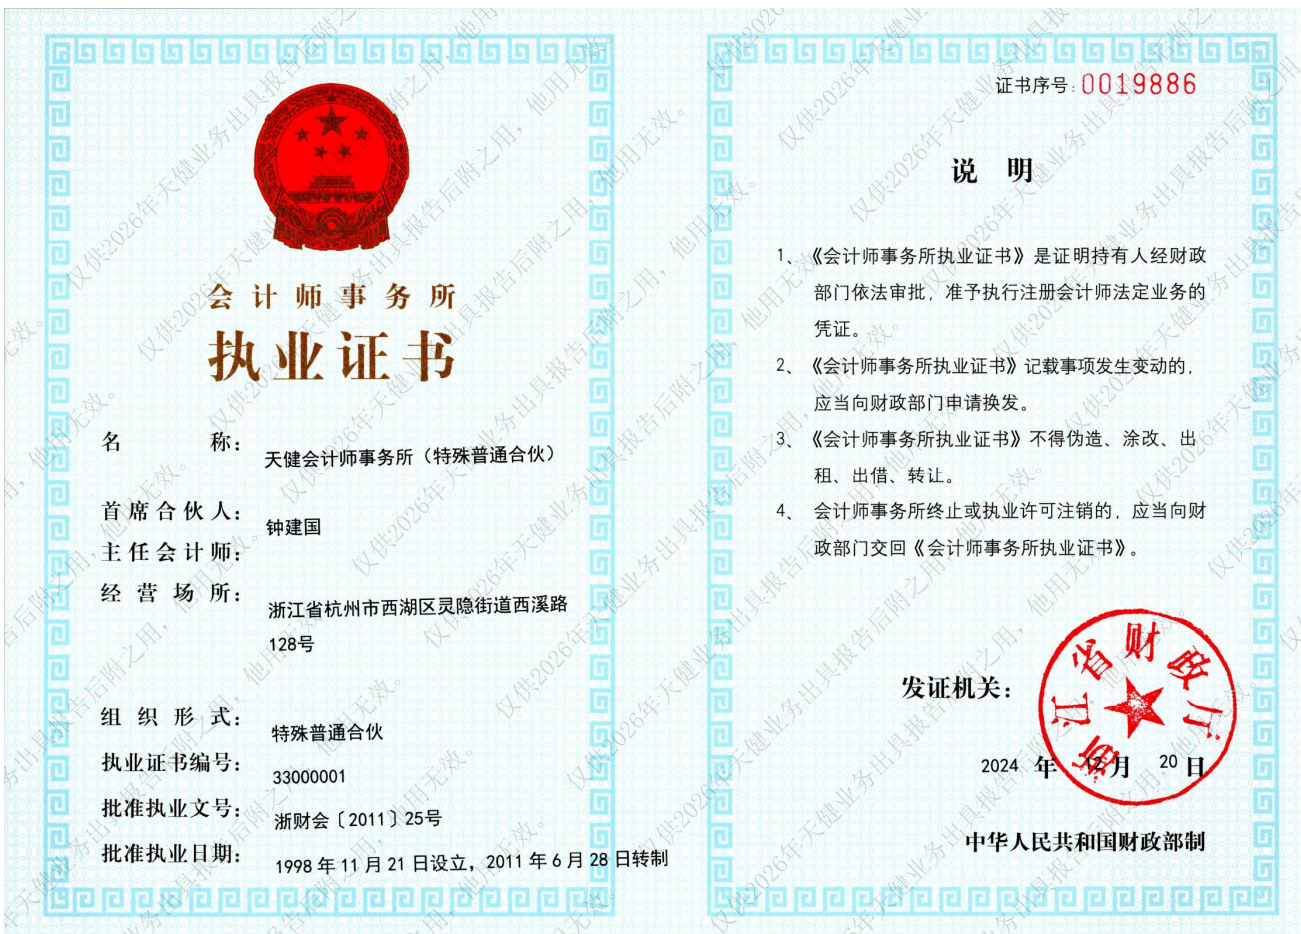 会计师事务所
执业证书
名称：
天健会计师事务所（特殊普通合伙）
首席合伙人：
钟建国
主任会计师：
经营场所：
浙江省杭州市西湖区灵隐街道西溪路
128号
组织形式：
特殊普通合伙
执业证书编号：
33000001
批准执业文号：
浙财会〔2011〕25号
批准执业日期：
1998年11月21日设立，2011年6月28日转制
证书序号：0019886
说明
1、《会计师事务所执业证书》是证明持有人经财政
部门依法审批，准予执行注册会计师法定业务的
凭证。
2、《会计师事务所执业证书》记载事项发生变动的，
应当向财政部门申请换发。
3、《会计师事务所执业证书》不得伪造、涂改、出
租、出借、转让。
4、会计师事务所终止或执业许可注销的，应当向财
政部门交回《会计师事务所执业证书》。
发证机关：
浙江省财政厅
2024年12月20日
中华人民共和国财政部制
仅供2026年天健业务出具报告后附之用，他用无效。